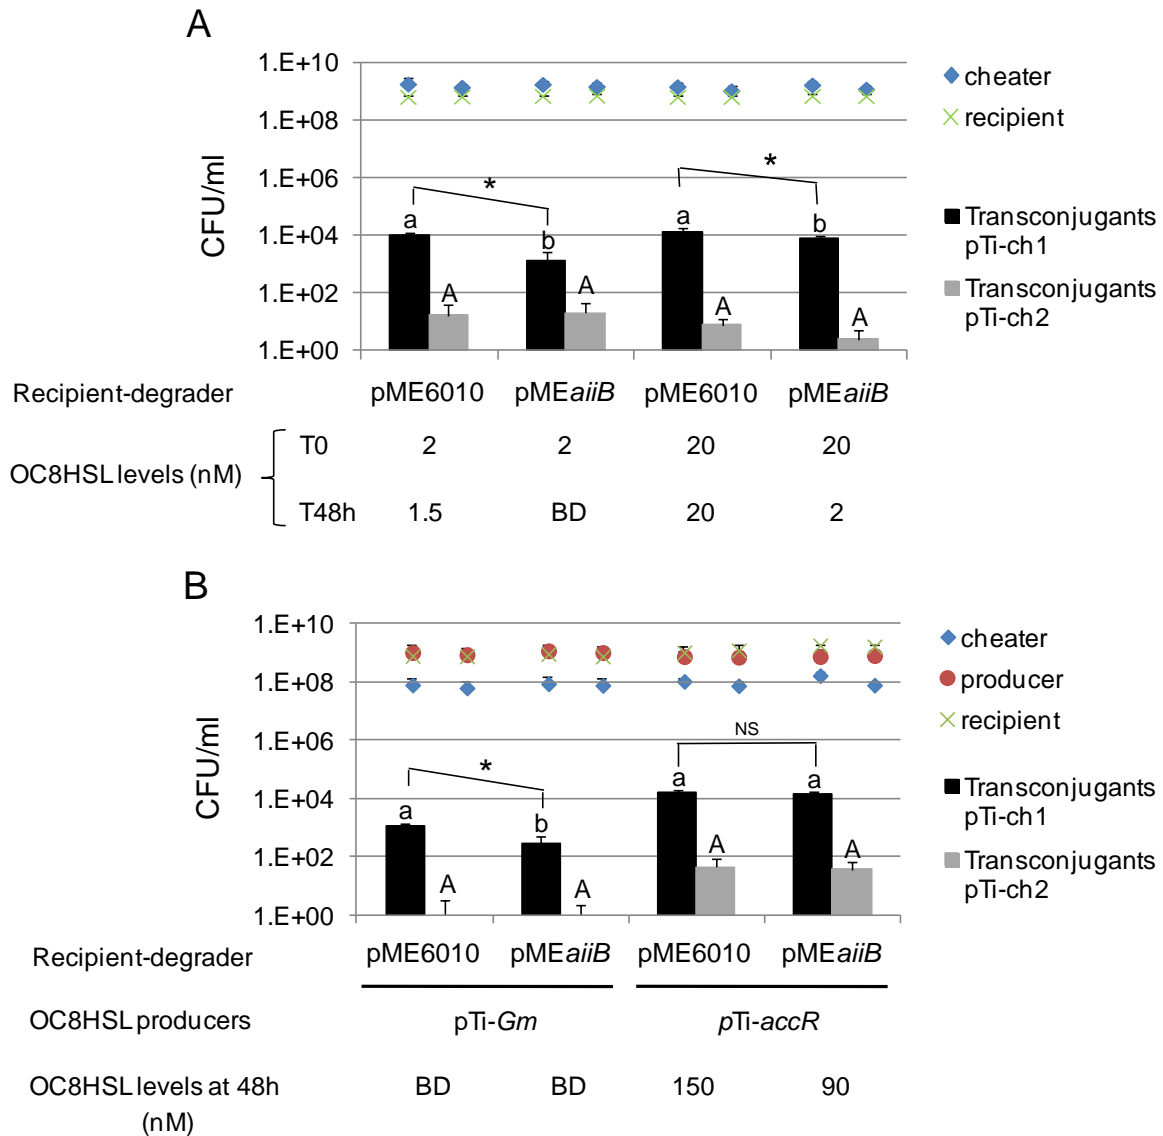 A
CFU/ml
1.E+10
1.E+08
1.E+06
1.E+04
1.E+02
1.E+00
* *
a b a b
A A A A
cheater
recipient
Transconjugants
pTi-ch1
Transconjugants
pTi-ch2
Recipient-degrader pME6010 pMEaiiB pME6010 pMEaiiB
OC8HSL levels (nM)
T0 2 2 20 20
T48h 1.5 BD 20 2
B
CFU/ml
1.E+10
1.E+08
1.E+06
1.E+04
1.E+02
1.E+00
* NS
a b a a
A A A A
cheater
producer
recipient
Transconjugants
pTi-ch1
Transconjugants
pTi-ch2
Recipient-degrader pME6010 pMEaiiB pME6010 pMEaiiB
OC8HSL producers pTi-Gm pTi-accR
OC8HSL levels at 48h BD BD 150 90
(nM)